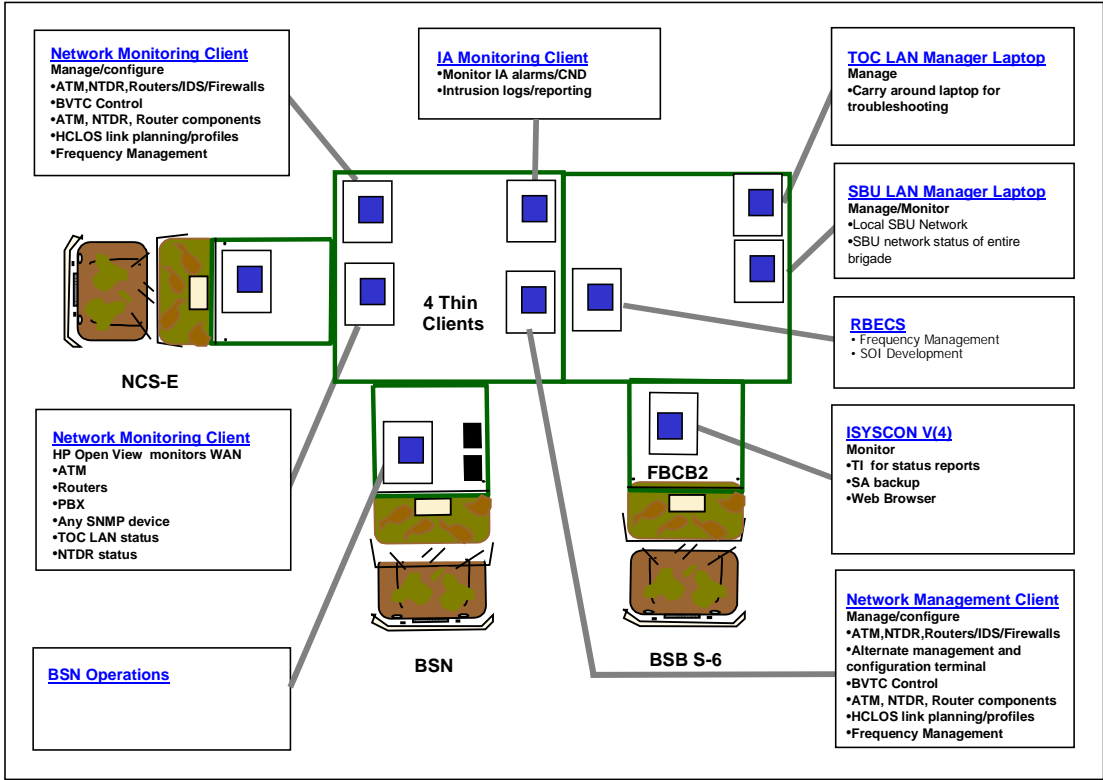 Network Monitoring Client
Manage/configure
•ATM,NTDR,Routers/IDS/Firewalls
•BVTC Control
•ATM, NTDR, Router components
•HCLOS link planning/profiles
•Frequency Management
IA Monitoring Client
•Monitor IA alarms/CND
•Intrusion logs/reporting
TOC LAN Manager Laptop
Manage
•Carry around laptop for
troubleshooting
SBU LAN Manager Laptop
Manage/Monitor
•Local SBU Network
•SBU network status of entire
brigade
4 Thin
Clients
RBECS
• Frequency Management
• SOI Development
NCS-E
Network Monitoring Client
HP Open View monitors WAN
•ATM
•Routers
•PBX
•Any SNMP device
•TOC LAN status
•NTDR status
FBCB2
ISYSCON V(4)
Monitor
•TI for status reports
•SA backup
•Web Browser
BSN Operations
BSN
BSB S-6
Network Management Client
Manage/configure
•ATM,NTDR,Routers/IDS/Firewalls
•Alternate management and
configuration terminal
•BVTC Control
•ATM, NTDR, Router components
•HCLOS link planning/profiles
•Frequency Management